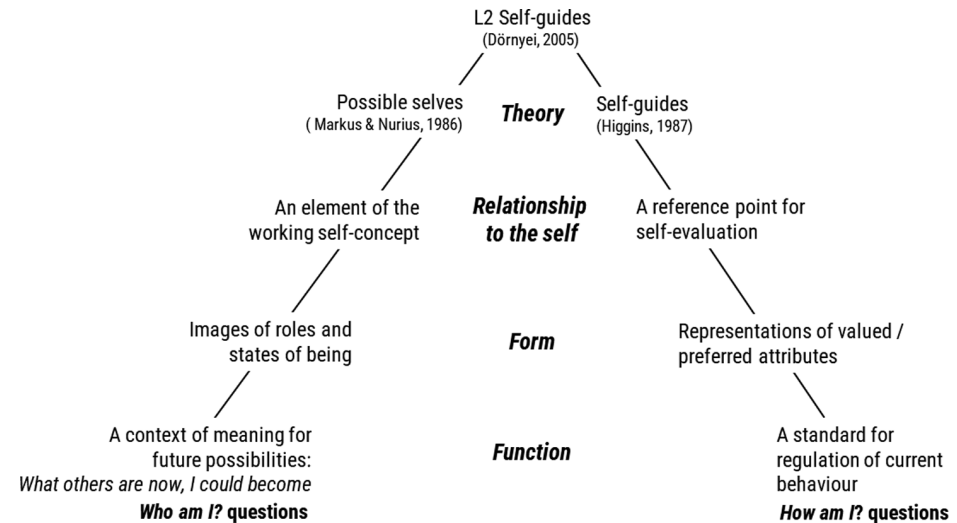 L2 Self-guides
(Dörnyei, 2005)
Possible selves
( Markus & Nurius, 1986)
Theory
Self-guides
(Higgins, 1987)
An element of the
working self-concept
Relationship
to the self
A reference point for
self-evaluation
Images of roles and
states of being
Form
Representations of valued /
preferred attributes
A context of meaning for
future possibilities:
What others are now, I could become
Who am I? questions
Function
A standard for
regulation of current
behaviour
How am I? questions